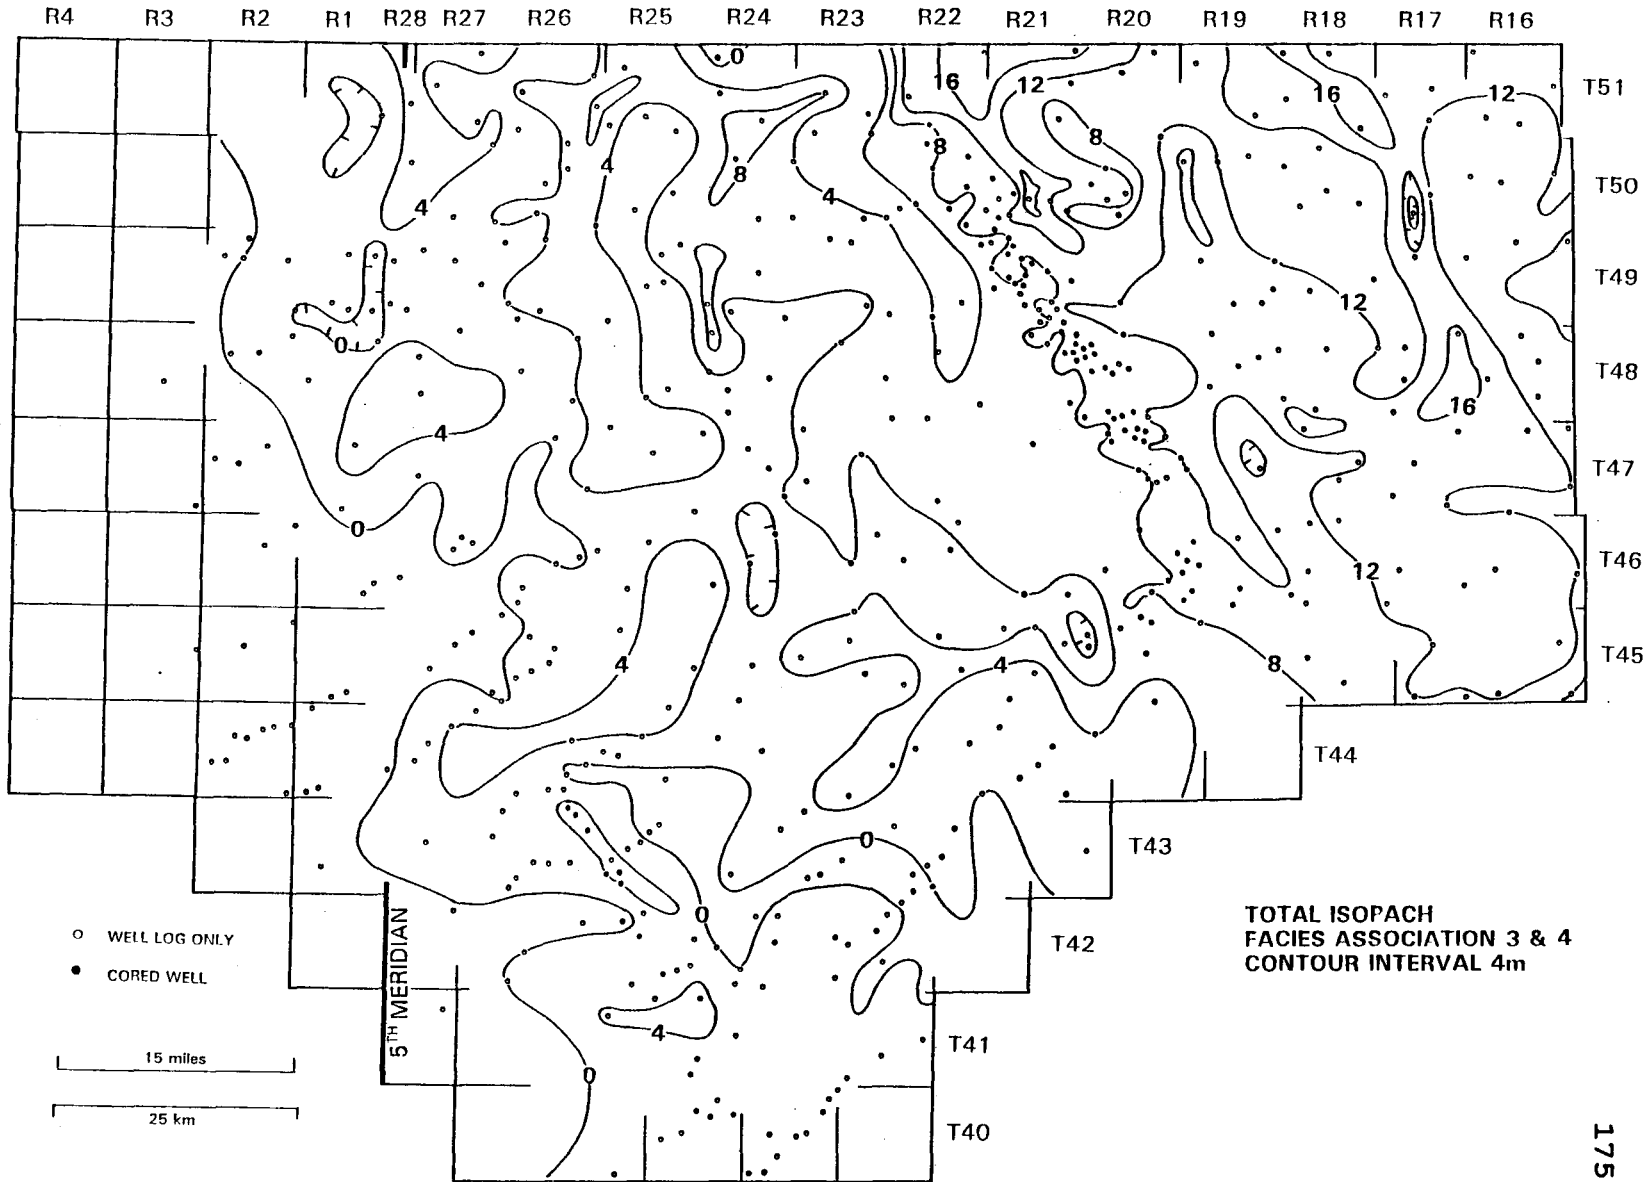 R4 R3 R2 R1 R28 R27 R26 R25 R24 R23 R22 R21 R20 R19 R18 R17 R16
0
16 12 16 12 T51
8 8
4 8 T50
4 4
T49
12
0
T48
16
4
T47
0
12 T46
4 4 8 T45
T44
0 T43
0
TOTAL ISOPACH
FACIES ASSOCIATION 3 & 4
CONTOUR INTERVAL 4m
WELL LOG ONLY
CORED WELL
5TH MERIDIAN
T42
4 T41
15 miles
0
25 km
T40
175